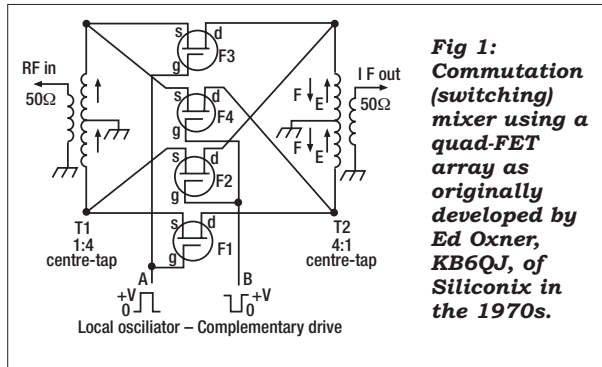 s
d
F3
g
RF in
50Ω
s
d
F4
g
F
E
F
E
I F out
50Ω
s
d
F2
g
s
d
F1
g
T1
1:4
centre-tap
T2
4:1
centre-tap
A
B
+V
0
+V
0
Local osciliator – Complementary drive
Fig 1:
Commutation
(switching)
mixer using a
quad-FET
array as
originally
developed by
Ed Oxner,
KB6QJ, of
Siliconix in
the 1970s.